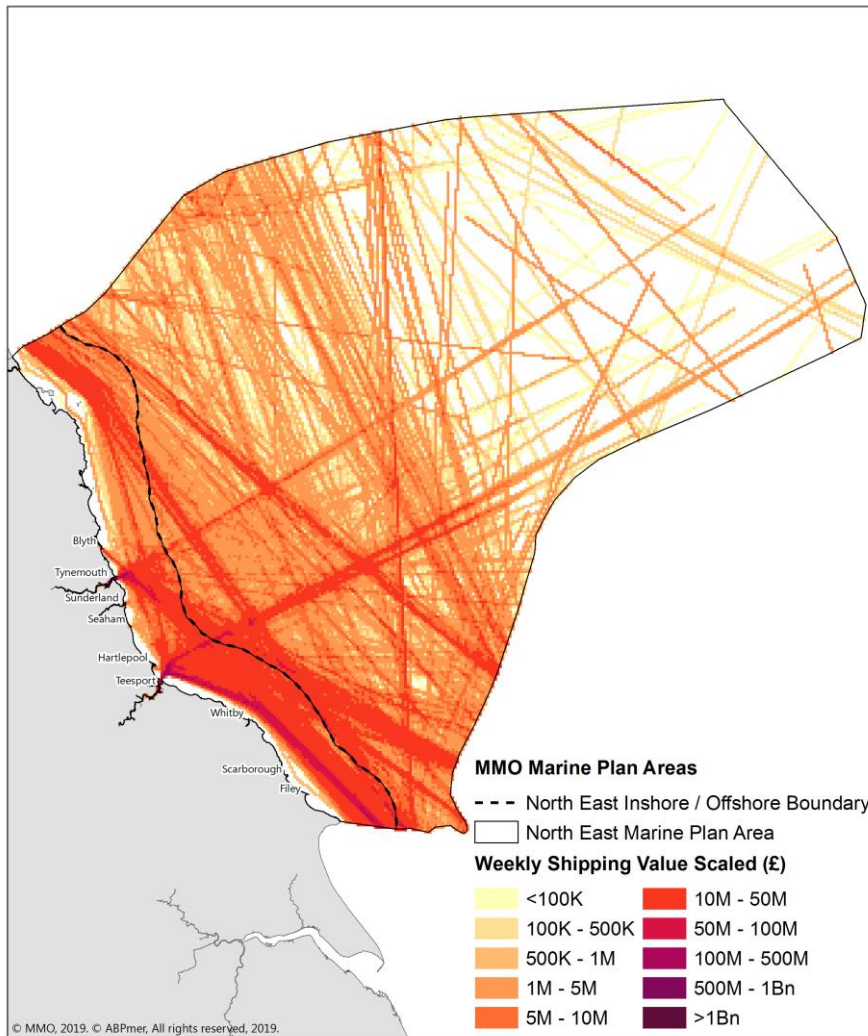 Blyth
Tynemouth
Sunderland
Seaham
Hartlepool
Teesport
Whitby
Scarborough
Filey
MMO Marine Plan Areas
North East Inshore / Offshore Boundary
North East Marine Plan Area
Weekly Shipping Value Scaled (£)
<100K
100K - 500K
500K - 1M
1M - 5M
5M - 10M
10M - 50M
50M - 100M
100M - 500M
500M - 1Bn
>1Bn
© MMO, 2019. © ABPmer, All rights reserved, 2019.